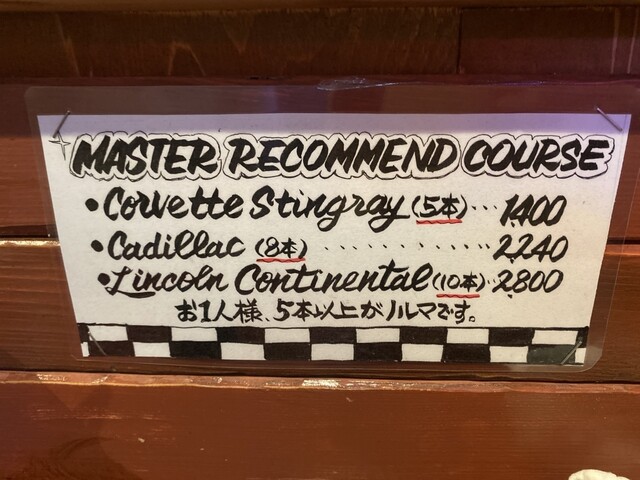 MASTER RECOMMEND COURSE
•Corvette Stingray (5本)…1,400
•Cadillac (8本)............2,240
•Lincoln Continental (10本)..2,800
お1人様、5本以上がノルマです。